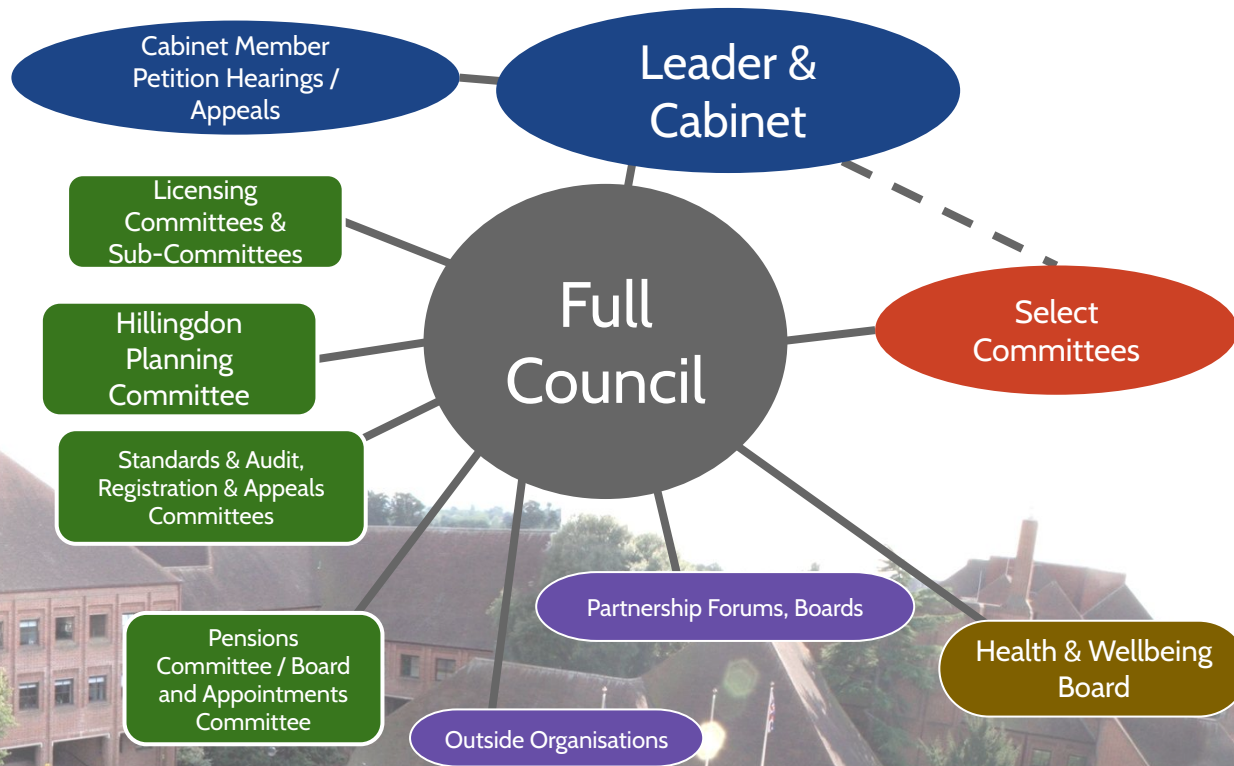 Cabinet Member
Petition Hearings /
Appeals
Leader &
Cabinet
Licensing
Committees &
Sub-Committees
Hillingdon
Planning
Committee
Full
Council
Select
Committees
Standards & Audit,
Registration & Appeals
Committees
Partnership Forums, Boards
Pensions
Committee / Board
and Appointments
Committee
Health & Wellbeing
Board
Outside Organisations